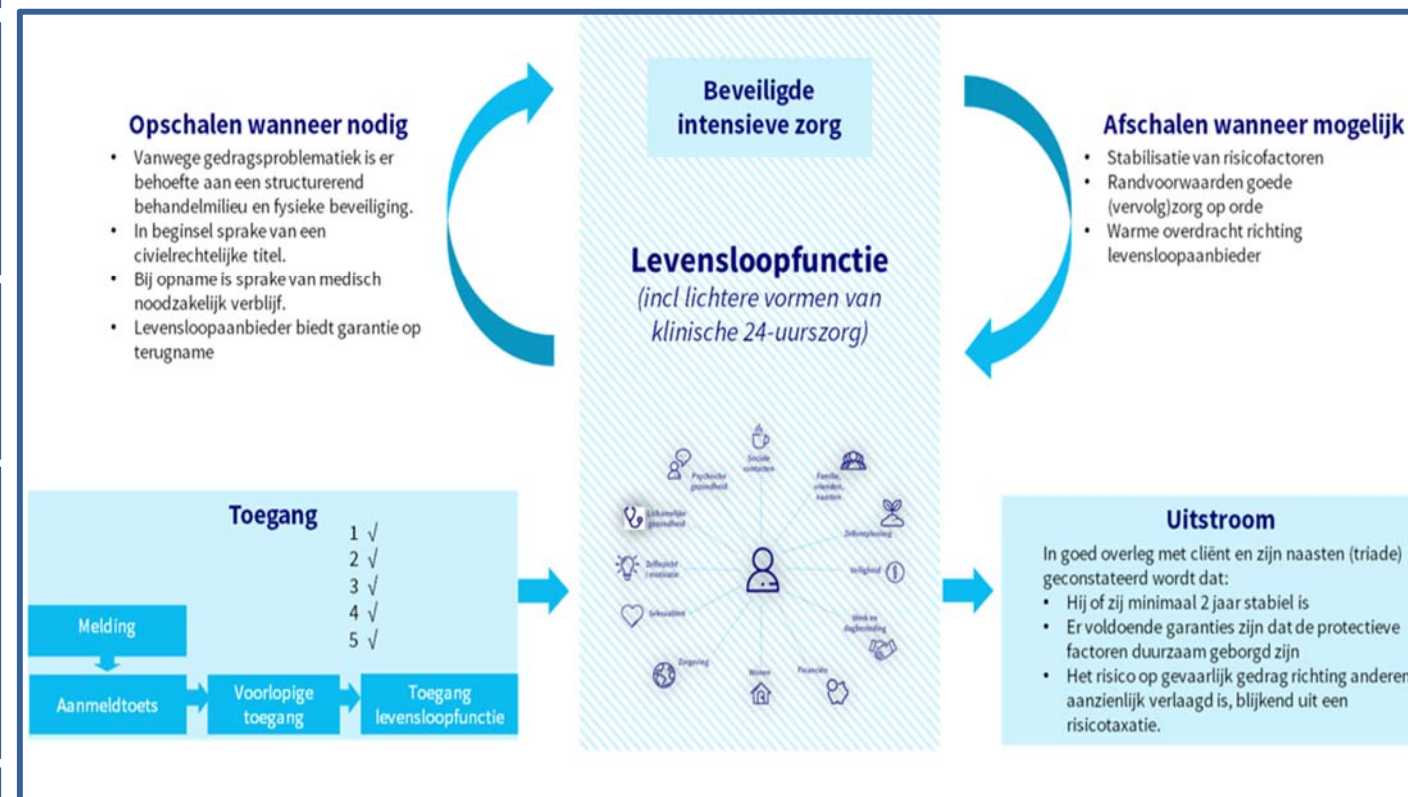 Opschalen wanneer nodig
• Vanwege gedragsproblematiek is er
behoefte aan een structurerend
behandelmilieu en fysieke beveiliging.
• In beginsel sprake van een
civielrechtelijke titel.
• Bij opname is sprake van medisch
noodzakelijk verblijf.
• Levensloopaanbieder biedt garantie op
terugname
Beveiligde
intensieve zorg
Levensloopfunctie
(incl lichtere vormen van
klinische 24-uurszorg)
Afschalen wanneer mogelijk
• Stabilisatie van risicofactoren
• Randvoorwaarden goede
(vervolg)zorg op orde
• Warme overdracht richting
levensloopaanbieder
Toegang
1 √
2 √
3 √
4 √
5 √
Melding
Aanmeldtoets
Voorlopige
toegang
Toegang
levensloopfunctie
Sociale
contacten
Familie,
vrienden,
naasten
Zelfontplooiing
Veiligheid
Werk en
dagbesteding
Financiën
Wonen
Zingeving
Seksualiteit
Zelfinzicht
/ motivatie
Lichamelijke
gezondheid
Psychische
gezondheid
Uitstroom
In goed overleg met cliënt en zijn naasten (triade)
geconstateerd wordt dat:
• Hij of zij minimaal 2 jaar stabiel is
• Er voldoende garanties zijn dat de protectieve
factoren duurzaam geborgd zijn
• Het risico op gevaarlijk gedrag richting anderen
aanzienlijk verlaagd is, blijkend uit een
risicotaxatie.